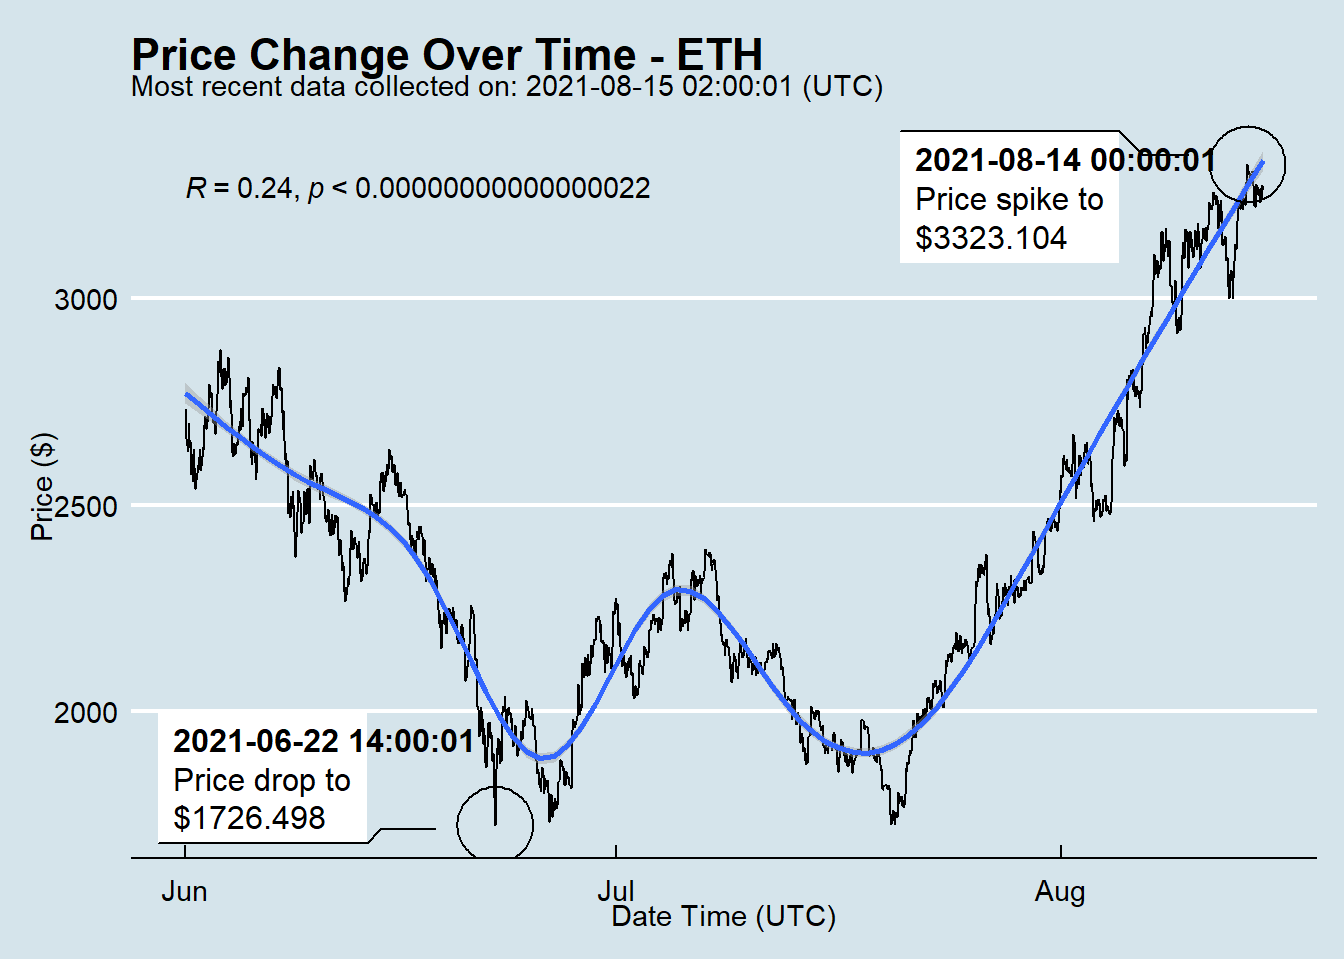 Price Change Over Time - ETH
Most recent data collected on: 2021-08-15 02:00:01 (UTC)
2021-08-14 00:00:01
Price spike to
$3323.104
R = 0.24, p < 0.00000000000000022
3000
Price ($)
2500
2000
2021-06-22 14:00:01
Price drop to
$1726.498
Jun
Jul
Aug
Date Time (UTC)